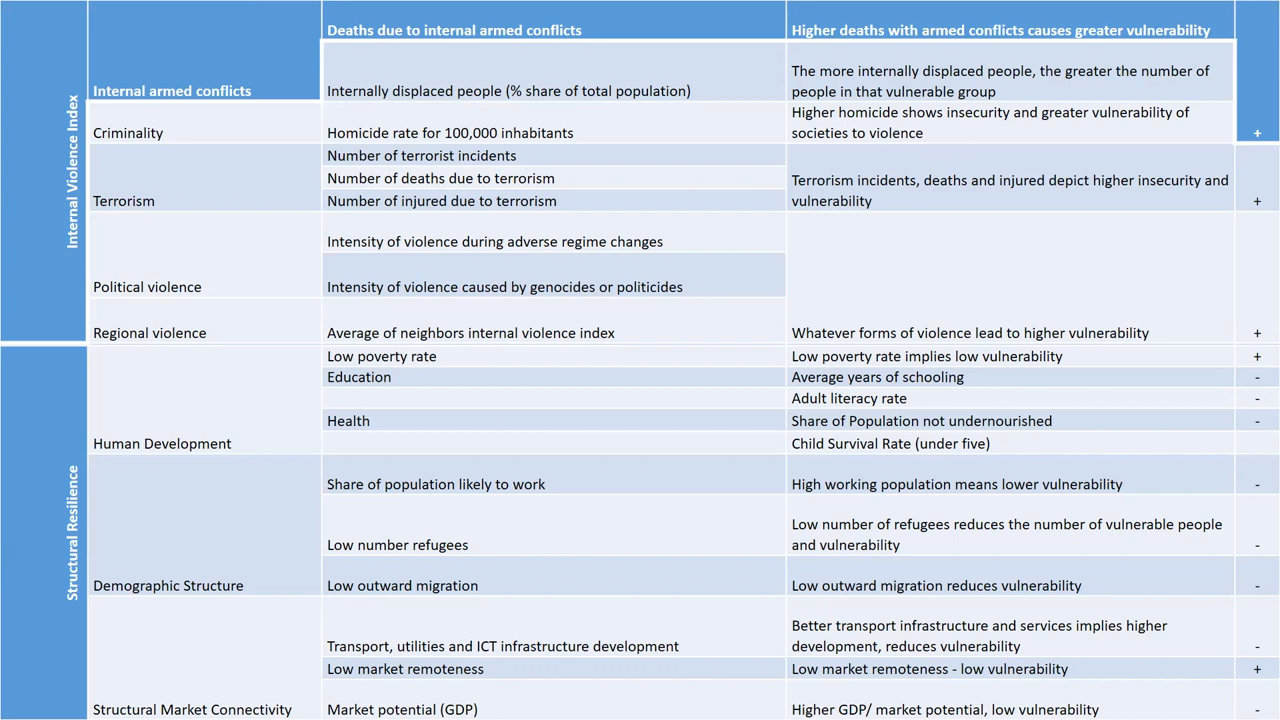 Deaths due to internal armed conflicts
Higher deaths with armed conflicts causes greater vulnerability
Internal Violence Index
Internal armed conflicts
Internally displaced people (% share of total population)
The more internally displaced people, the greater the number of
people in that vulnerable group
Criminality
Homicide rate for 100,000 inhabitants
Higher homicide shows insecurity and greater vulnerability of
societies to violence
+
Terrorism
Number of terrorist incidents
Number of deaths due to terrorism
Number of injured due to terrorism
Terrorism incidents, deaths and injured depict higher insecurity and
vulnerability
+
Political violence
Intensity of violence during adverse regime changes
Intensity of violence caused by genocides or politicides
Regional violence
Average of neighbors internal violence index
Whatever forms of violence lead to higher vulnerability
+
Structural Resilience
Human Development
Low poverty rate
Low poverty rate implies low vulnerability
+
Education
Average years of schooling
-
Adult literacy rate
-
Health
Share of Population not undernourished
-
Child Survival Rate (under five)
Demographic Structure
Share of population likely to work
High working population means lower vulnerability
-
Low number refugees
Low number of refugees reduces the number of vulnerable people
and vulnerability
-
Low outward migration
Low outward migration reduces vulnerability
-
Structural Market Connectivity
Transport, utilities and ICT infrastructure development
Better transport infrastructure and services implies higher
development, reduces vulnerability
-
Low market remoteness
Low market remoteness - low vulnerability
+
Market potential (GDP)
Higher GDP/ market potential, low vulnerability
-